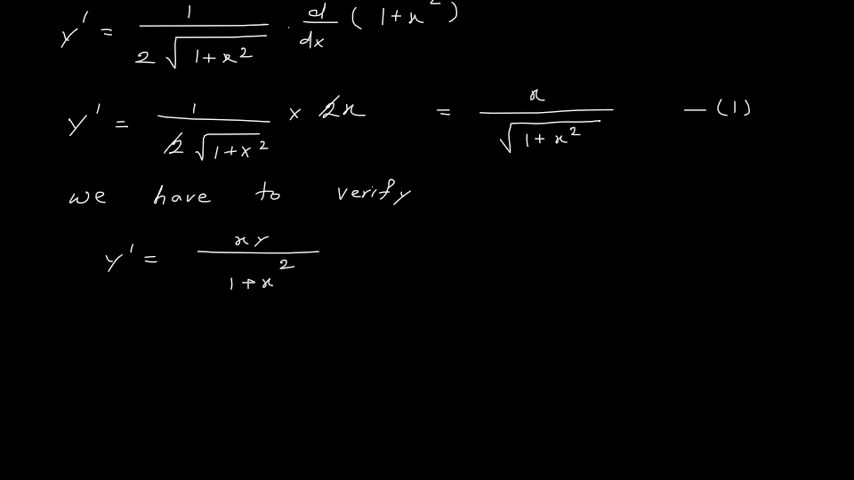 y' = 1 / (2 √(1+x²)) · d/dx (1+x²)
y' = 1 / (2 √(1+x²)) × 2x = x / √(1+x²) — (1)
we have to verify
y' = xy / (1+x²)